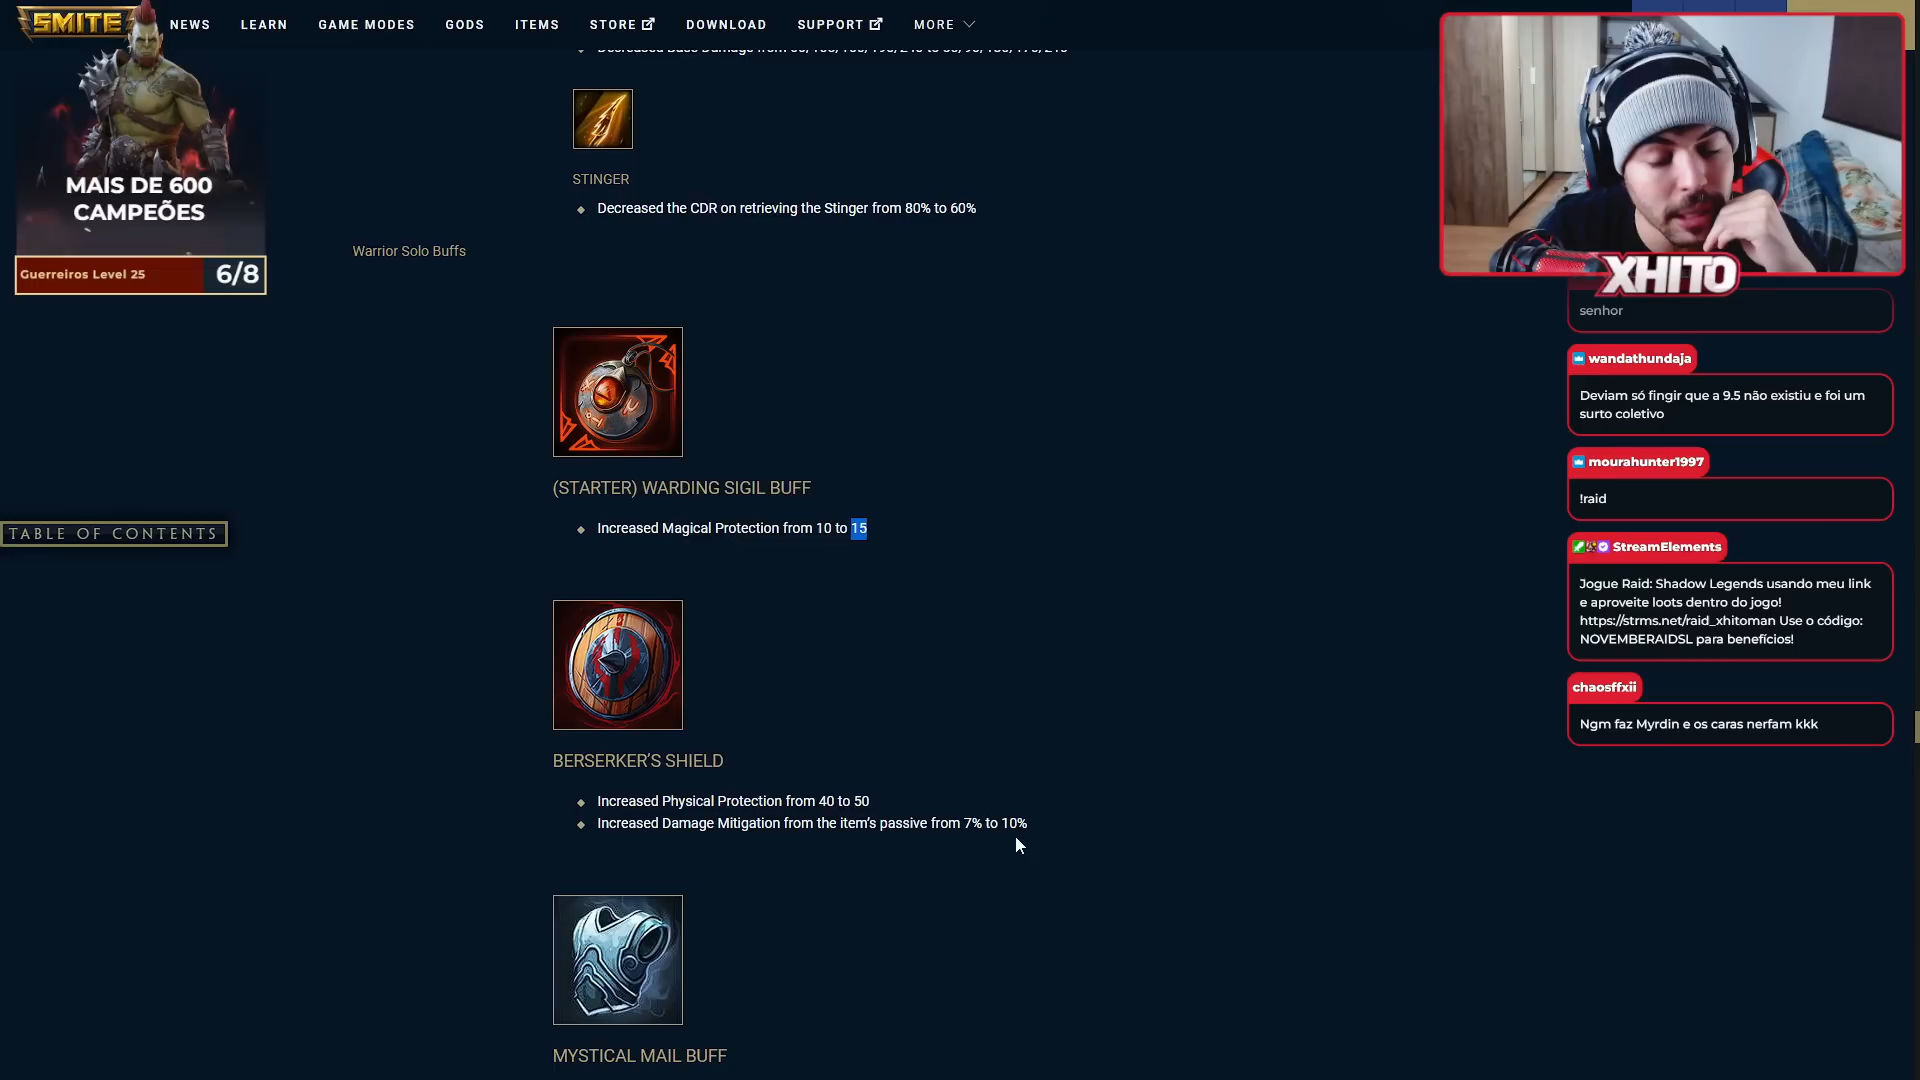 SMITE
NEWS
LEARN
GAME MODES
GODS
ITEMS
STORE
DOWNLOAD
SUPPORT
MORE
MAIS DE 600
CAMPEÕES
Guerreiros Level 25
6/8
TABLE OF CONTENTS
STINGER
Decreased the CDR on retrieving the Stinger from 80% to 60%
Warrior Solo Buffs
(STARTER) WARDING SIGIL BUFF
Increased Magical Protection from 10 to 15
BERSERKER'S SHIELD
Increased Physical Protection from 40 to 50
Increased Damage Mitigation from the item's passive from 7% to 10%
MYSTICAL MAIL BUFF
XHITO
senhor
wandathundaja
Deviam só fingir que a 9.5 não existiu e foi um
surto coletivo
mourahunter1997
!raid
StreamElements
Jogue Raid: Shadow Legends usando meu link
e aproveite loots dentro do jogo!
https://strms.net/raid_xhitoman Use o código:
NOVEMBERAIDSL para benefícios!
chaosffxii
Ngm faz Myrdin e os caras nerfam kkk